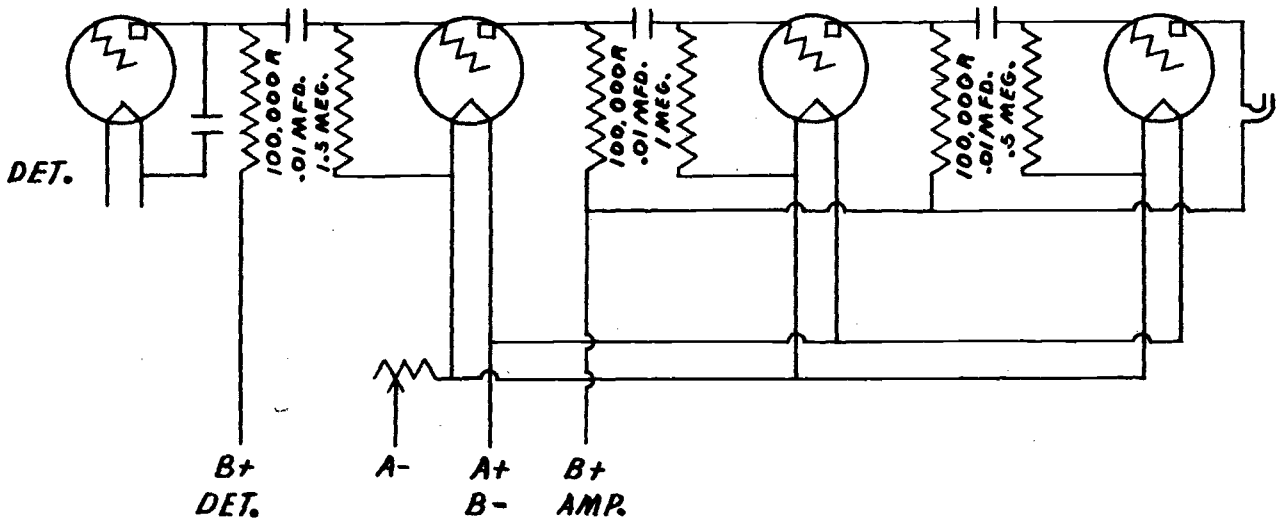 DET.
100,000 R
.01 MFD.
1.5 MEG.
100,000 R
.01 MFD.
1 MEG.
100,000 R
.01 MFD.
.5 MEG.
B+
DET.
A-
A+
B-
B+
AMP.